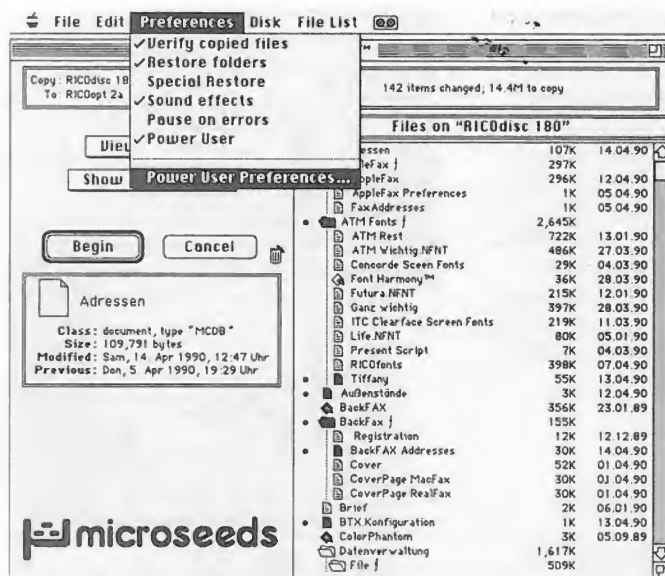 File Edit Preferences Disk File List
✓Verify copied files
✓Restore folders
Special Restore
✓Sound effects
Pause on errors
✓Power User
Power User Preferences...
Copy: RICOdisc 18
To: RICOopt 2a
142 items changed; 14.4M to copy
Show
Begin
Cancel
Adressen
Class: document, type "MCDB"
Size: 109,791 bytes
Modified: Sam, 14. Apr 1990, 12:47 Uhr
Previous: Don, 5. Apr 1990, 19:29 Uhr
microseeds
Files on "RICOdisc 180"
essen 107K 14.04.90
leFax ƒ 297K
ppleFax 296K 12.04.90
AppleFax Preferences 1K 05.04.90
FaxAddresses 1K 05.04.90
• ATM Fonts ƒ 2,645K
ATM Rest 722K 13.01.90
ATM Wichtig.NFNT 486K 27.03.90
Concorde Sceen Fonts 29K 04.03.90
Font Harmony™ 36K 28.03.90
Futura.NFNT 215K 12.01.90
Ganz wichtig 397K 28.03.90
ITC Clearface Screen Fonts 219K 11.03.90
Life.NFNT 80K 05.01.90
Present Script 7K 04.03.90
RICOfonts 398K 07.04.90
• Tiffany 55K 13.04.90
• Außenstände 3K 12.04.90
BackFAX 356K 23.01.89
• BackFax ƒ 155K
Registration 12K 12.12.89
• BackFAX Addresses 30K 14.04.90
Cover 52K 01.04.90
CoverPage MacFax 30K 01.04.90
CoverPage RealFax 30K 01.04.90
Brief 2K 06.01.90
• BTX.Konfiguration 1K 13.04.90
ColorPhantom 3K 05.09.89
Datenverwaltung 1,617K
File ƒ 509K